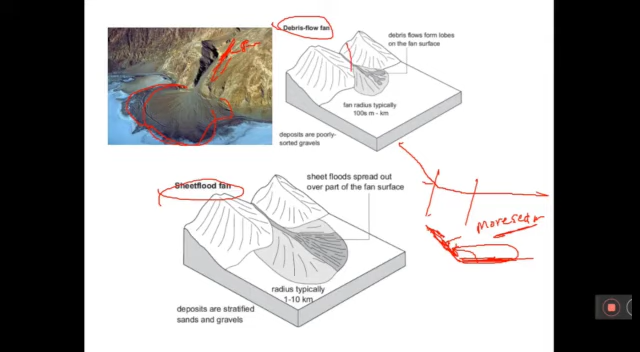 Debris-flow fan
debris flows form lobes
on the fan surface
fan radius typically
100s m - km
deposits are poorly-
sorted gravels
Sheetflood fan
sheet floods spread out
over part of the fan surface
radius typically
1-10 km
deposits are stratified
sands and gravels